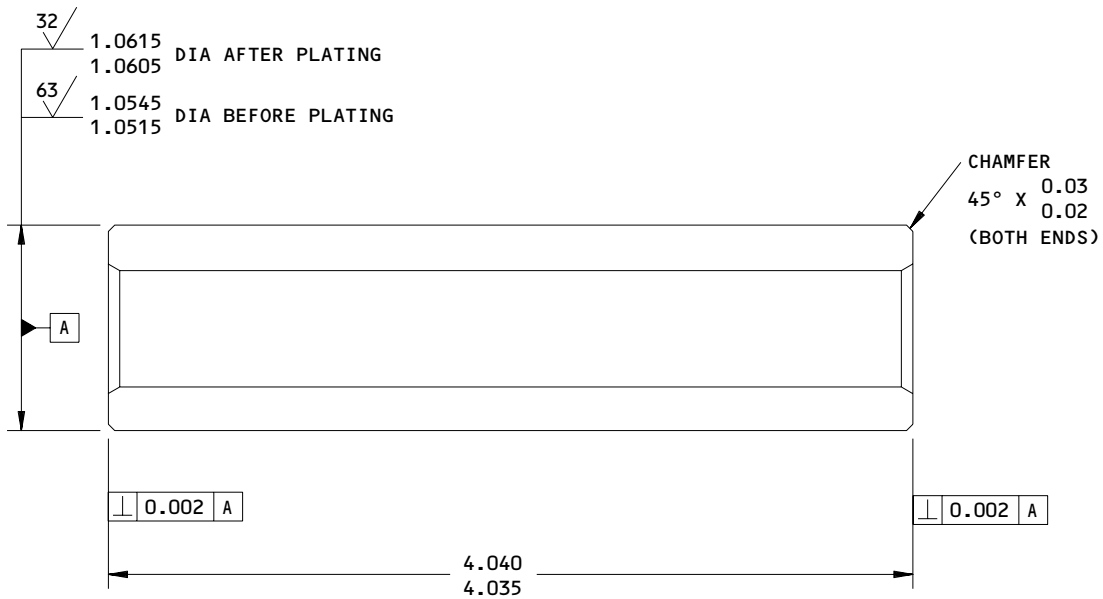 32
1.0615
1.0605 DIA AFTER PLATING
63
1.0545
1.0515 DIA BEFORE PLATING
CHAMFER
45° X 0.03
0.02
(BOTH ENDS)
A
⊥ 0.002 A
⊥ 0.002 A
4.040
4.035